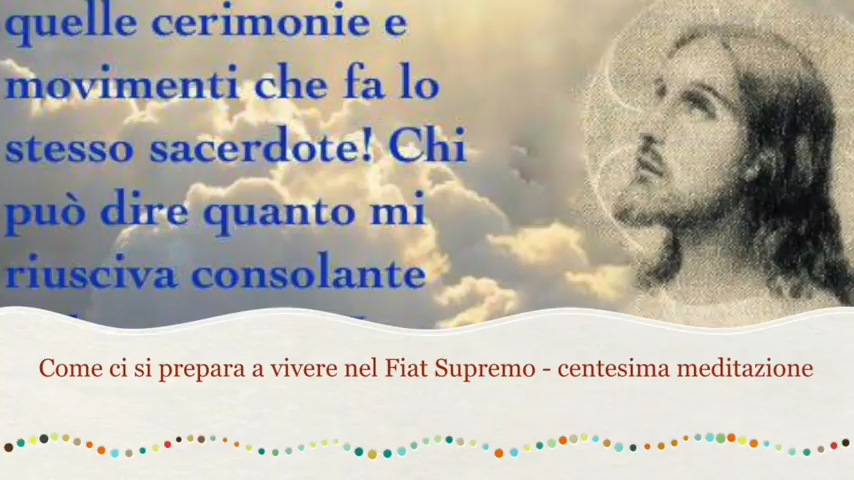 quelle cerimonie e
movimenti che fa lo
stesso sacerdote! Chi
può dire quanto mi
riusciva consolante
Come ci si prepara a vivere nel Fiat Supremo - centesima meditazione